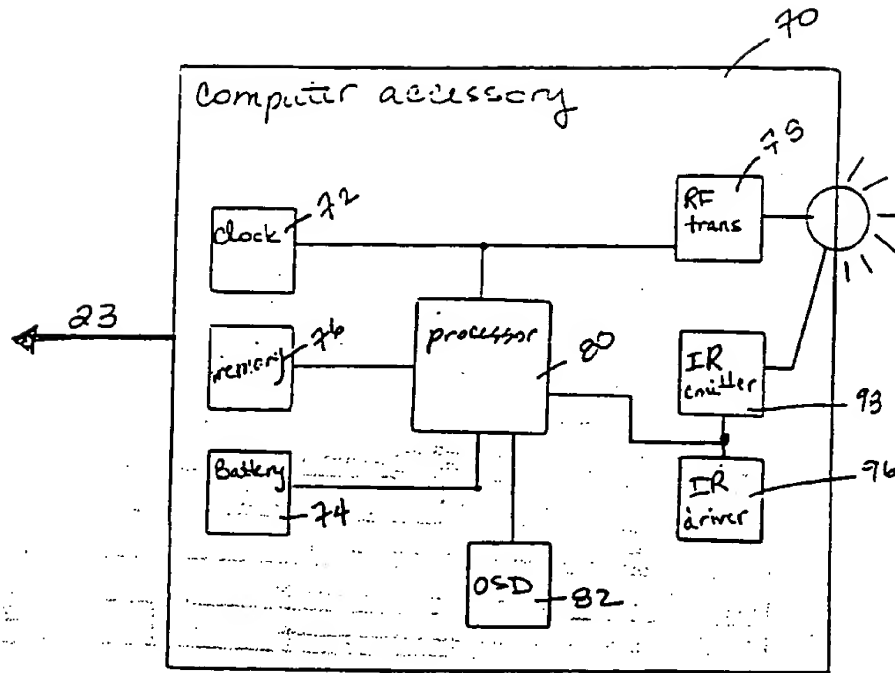 70
Computer accessory
75
72
Clock
RF
trans
23
76
memory
processor
80
IR
emitter
93
Battery
74
IR
driver
96
OSD
82